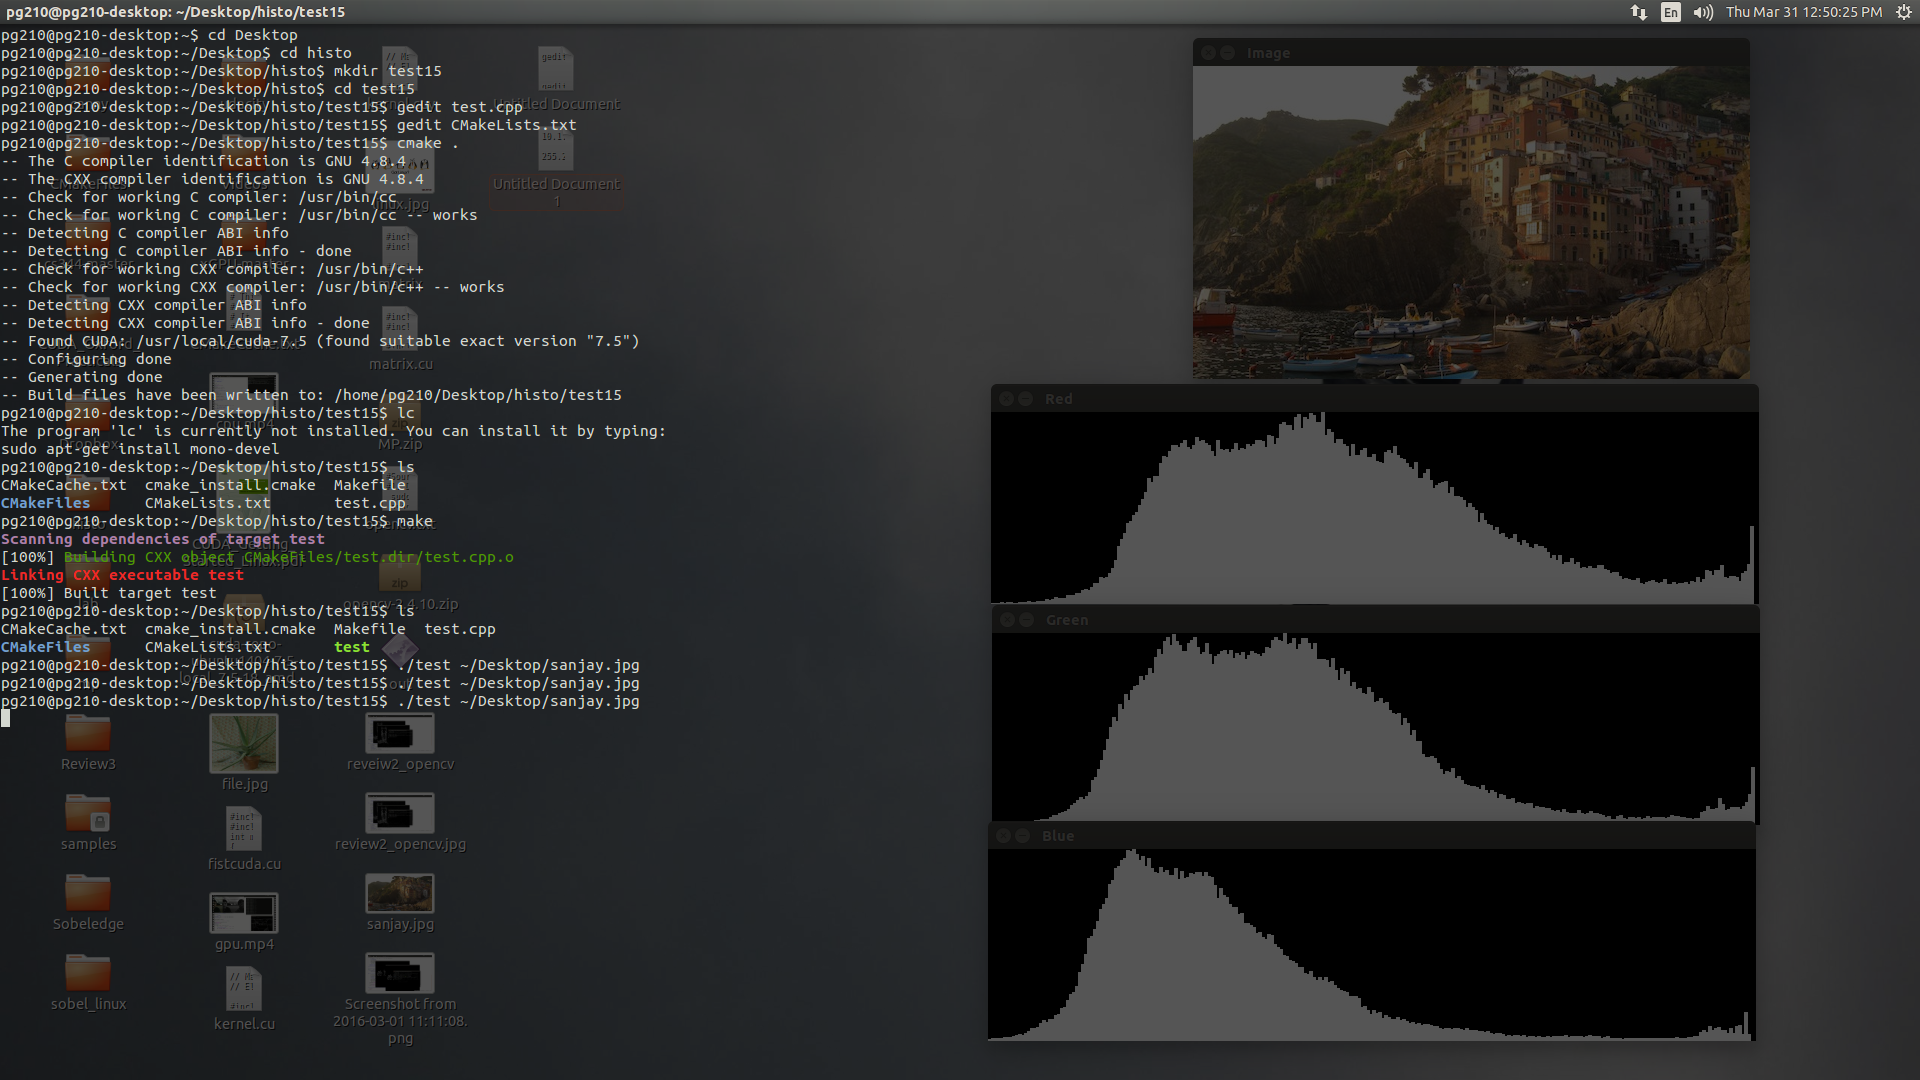 pg210@pg210-desktop: ~/Desktop/histo/test15
En
Thu Mar 31 12:50:25 PM
pg210@pg210-desktop:~$ cd Desktop
pg210@pg210-desktop:~/Desktop$ cd histo
pg210@pg210-desktop:~/Desktop/histo$ mkdir test15
pg210@pg210-desktop:~/Desktop/histo$ cd test15
pg210@pg210-desktop:~/Desktop/histo/test15$ gedit test.cpp
pg210@pg210-desktop:~/Desktop/histo/test15$ gedit CMakeLists.txt
pg210@pg210-desktop:~/Desktop/histo/test15$ cmake .
-- The C compiler identification is GNU 4.8.4
-- The CXX compiler identification is GNU 4.8.4
-- Check for working C compiler: /usr/bin/cc
-- Check for working C compiler: /usr/bin/cc -- works
-- Detecting C compiler ABI info
-- Detecting C compiler ABI info - done
-- Check for working CXX compiler: /usr/bin/c++
-- Check for working CXX compiler: /usr/bin/c++ -- works
-- Detecting CXX compiler ABI info
-- Detecting CXX compiler ABI info - done
-- Found CUDA: /usr/local/cuda-7.5 (found suitable exact version "7.5")
-- Configuring done
-- Generating done
-- Build files have been written to: /home/pg210/Desktop/histo/test15
pg210@pg210-desktop:~/Desktop/histo/test15$ lc
The program 'lc' is currently not installed. You can install it by typing:
sudo apt-get install mono-devel
pg210@pg210-desktop:~/Desktop/histo/test15$ ls
CMakeCache.txt  cmake_install.cmake  Makefile
CMakeFiles      CMakeLists.txt       test.cpp
pg210@pg210-desktop:~/Desktop/histo/test15$ make
Scanning dependencies of target test
[100%] Building CXX object CMakeFiles/test.dir/test.cpp.o
Linking CXX executable test
[100%] Built target test
pg210@pg210-desktop:~/Desktop/histo/test15$ ls
CMakeCache.txt  cmake_install.cmake  Makefile  test.cpp
CMakeFiles      CMakeLists.txt       test
pg210@pg210-desktop:~/Desktop/histo/test15$ ./test ~/Desktop/sanjay.jpg
pg210@pg210-desktop:~/Desktop/histo/test15$ ./test ~/Desktop/sanjay.jpg
pg210@pg210-desktop:~/Desktop/histo/test15$ ./test ~/Desktop/sanjay.jpg
Untitled Document
Untitled Document
1
matrix.cu
MP.zip
opencv-2.4.10.zip
Review3
file.jpg
reveiw2_opencv
samples
fistcuda.cu
review2_opencv.jpg
Sobeledge
gpu.mp4
sanjay.jpg
sobel_linux
kernel.cu
Screenshot from
2016-03-01 11:11:08.
png
Image
Red
Green
Blue